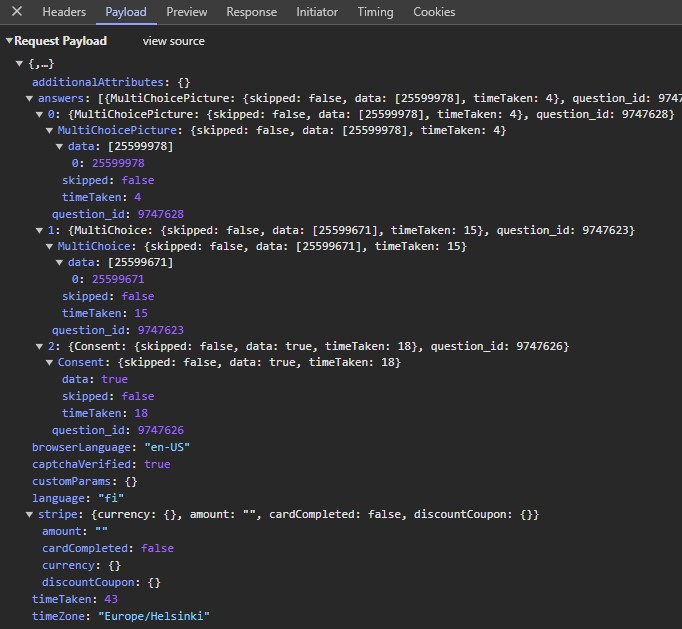 Headers Payload Preview Response Initiator Timing Cookies
Request Payload view source
{,…}
additionalAttributes: {}
answers: [{MultiChoicePicture: {skipped: false, data: [25599978], timeTaken: 4}, question_id: 9747
0: {MultiChoicePicture: {skipped: false, data: [25599978], timeTaken: 4}, question_id: 9747628}
MultiChoicePicture: {skipped: false, data: [25599978], timeTaken: 4}
data: [25599978]
0: 25599978
skipped: false
timeTaken: 4
question_id: 9747628
1: {MultiChoice: {skipped: false, data: [25599671], timeTaken: 15}, question_id: 9747623}
MultiChoice: {skipped: false, data: [25599671], timeTaken: 15}
data: [25599671]
0: 25599671
skipped: false
timeTaken: 15
question_id: 9747623
2: {Consent: {skipped: false, data: true, timeTaken: 18}, question_id: 9747626}
Consent: {skipped: false, data: true, timeTaken: 18}
data: true
skipped: false
timeTaken: 18
question_id: 9747626
browserLanguage: "en-US"
captchaVerified: true
customParams: {}
language: "fi"
stripe: {currency: {}, amount: "", cardCompleted: false, discountCoupon: {}}
amount: ""
cardCompleted: false
currency: {}
discountCoupon: {}
timeTaken: 43
timeZone: "Europe/Helsinki"